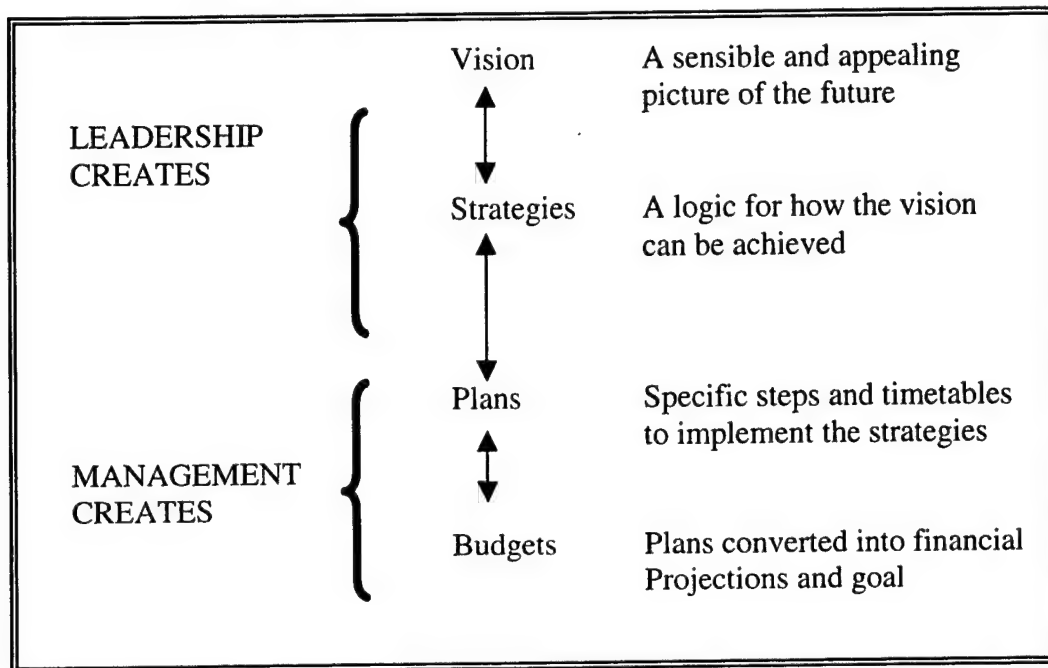 Vision A sensible and appealing
picture of the future
LEADERSHIP
CREATES
Strategies A logic for how the vision
can be achieved
Plans Specific steps and timetables
to implement the strategies
MANAGEMENT
CREATES
Budgets Plans converted into financial
Projections and goal